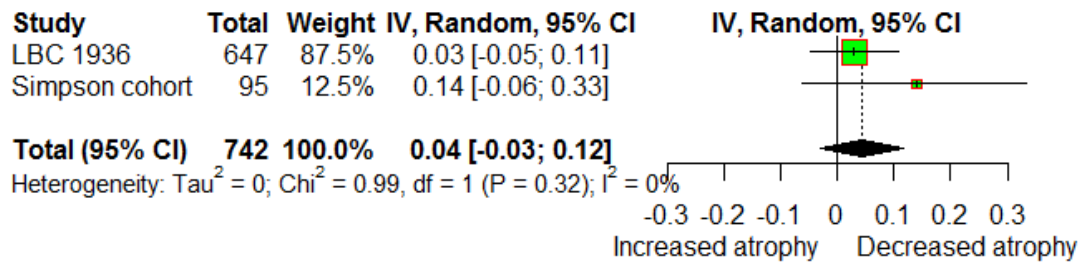 Study Total Weight IV, Random, 95% CI IV, Random, 95% CI
LBC 1936 647 87.5% 0.03 [-0.05; 0.11]
Simpson cohort 95 12.5% 0.14 [-0.06; 0.33]
Total (95% CI) 742 100.0% 0.04 [-0.03; 0.12]
Heterogeneity: Tau² = 0; Chi² = 0.99, df = 1 (P = 0.32); I² = 0%
-0.3 -0.2 -0.1 0 0.1 0.2 0.3
Increased atrophy Decreased atrophy